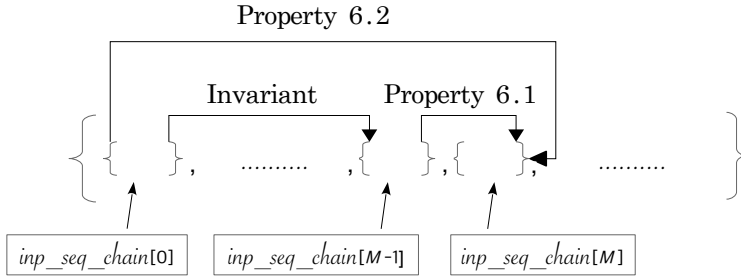 Property 6.2
Invariant Property 6.1
{ { } , .......... , { } , { } , .......... }
inp_seq_chain[0] inp_seq_chain[M-1] inp_seq_chain[M]